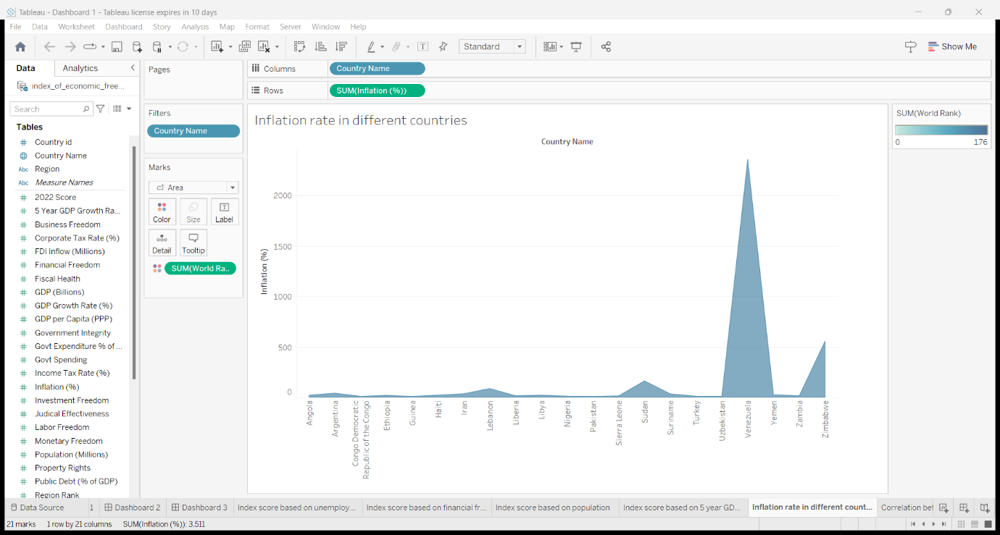 Tableau - Dashboard 1 - Tableau license expires in 10 days
File Data Worksheet Dashboard Story Analysis Map Format Server Window Help
Standard
Show Me
Data Analytics
Pages
Columns Country Name
index_of_economic_free...
Rows SUM(Inflation (%))
Search
Tables
Country id
Country Name
Region
Measure Names
2022 Score
5 Year GDP Growth Ra...
Business Freedom
Corporate Tax Rate (%)
FDI Inflow (Millions)
Financial Freedom
Fiscal Health
GDP (Billions)
GDP Growth Rate (%)
GDP per Capita (PPP)
Government Integrity
Govt Expenditure % of ...
Govt Spending
Income Tax Rate (%)
Inflation (%)
Investment Freedom
Judical Effectiveness
Labor Freedom
Monetary Freedom
Population (Millions)
Property Rights
Public Debt (% of GDP)
Region Rank
Filters
Country Name
Marks
Area
Color Size Label
Detail Tooltip
SUM(World Ra..
Inflation rate in different countries
Country Name
Inflation (%)
2000
1500
1000
500
0
Angola
Argentina
Congo Democratic
Republic of the Congo
Ethiopia
Guinea
Haiti
Iran
Lebanon
Liberia
Libya
Nigeria
Pakistan
Sierra Leone
Sudan
Suriname
Turkey
Uzbekistan
Venezuela
Yemen
Zambia
Zimbabwe
SUM(World Rank)
0 176
Data Source 1 Dashboard 2 Dashboard 3 Index score based on unemploy... Index score based on financial fr... Index score based on population Index score based on 5 year GD... Inflation rate in different count... Correlation bet
21 marks 1 row by 21 columns SUM(Inflation (%)): 3,511